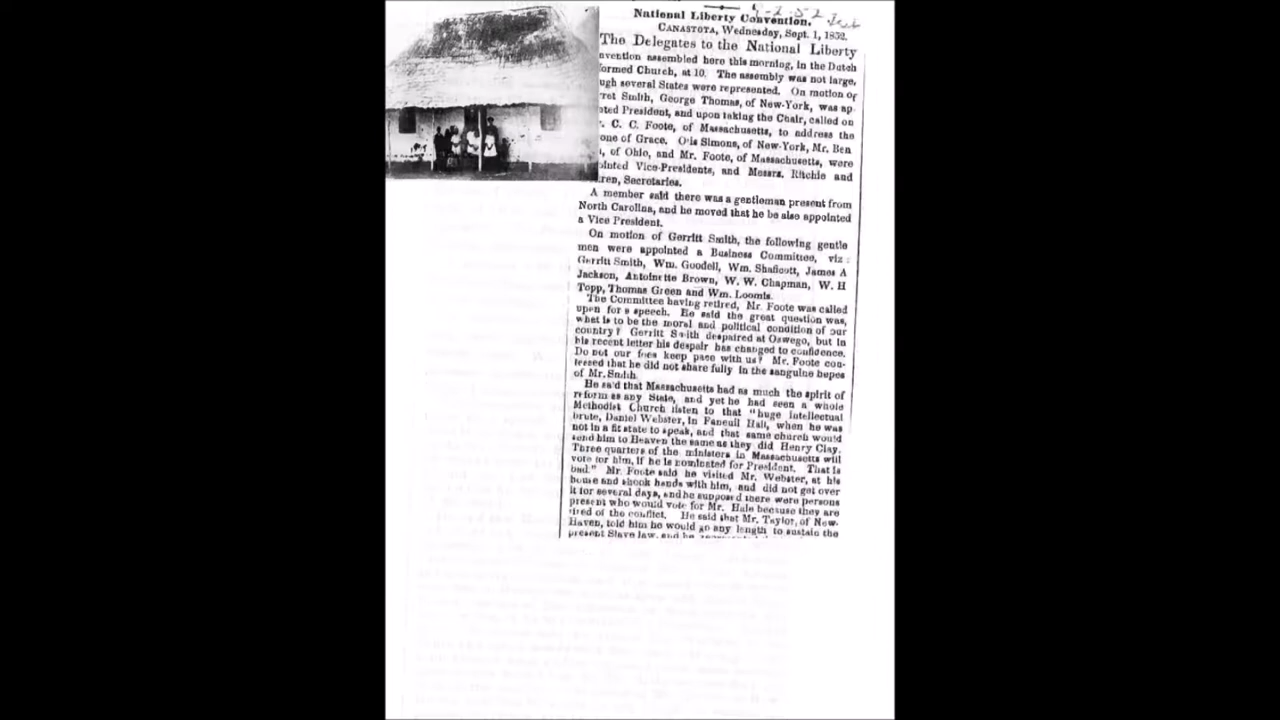 9-2-52
National Liberty Convention.
CANASTOTA, Wednesday, Sept. 1, 1852.
The Delegates to the National Liberty
nvention assembled here this morning, in the Dutch
formed Church, at 10. The assembly was not large,
ugh several States were represented. On motion of
ret Smith, George Thomas, of New-York, was ap-
ted President, and upon taking the Chair, called on
. C. C. Foote, of Massachusetts, to address the
one of Grace. Otis Simons, of New-York, Mr. Ben
, of Ohio, and Mr. Foote, of Massachusetts, were
ointed Vice-Presidents, and Messrs. Ritchie and
ren, Secretaries.
A member said there was a gentleman present from
North Carolina, and he moved that he be also appointed
a Vice President.
On motion of Gerritt Smith, the following gentle
men were appointed a Business Committee, viz:
Gerritt Smith, Wm. Goodell, Wm. Shaficott, James A
Jackson, Antoinette Brown, W. W. Chapman, W. H
Topp, Thomas Green and Wm. Loomis.
The Committee having retired, Mr. Foote was called
upon for a speech. He said the great question was,
what is to be the moral and political condition of our
country? Gerritt Smith despaired at Oswego, but in
his recent letter his despair has changed to confidence.
Do not our foes keep pace with us? Mr. Foote con-
fessed that he did not share fully in the sanguine hopes
of Mr. Smith.
He said that Massachusetts had as much the spirit of
reform as any State, and yet he had seen a whole
Methodist Church listen to that "huge intellectual
brute, Daniel Webster, in Faneuil Hall, when he was
not in a fit state to speak, and that same church would
send him to Heaven the same as they did Henry Clay.
Three quarters of the ministers in Massachusetts will
vote for him, if he is nominated for President. That is
bad." Mr. Foote said he visited Mr. Webster, at his
home and shook hands with him, and did not get over
it for several days, and he supposed there were persons
present who would vote for Mr. Hale because they are
tired of the conflict. He said that Mr. Taylor, of New-
Haven, told him he would go any length to sustain the
present Slave law, and he